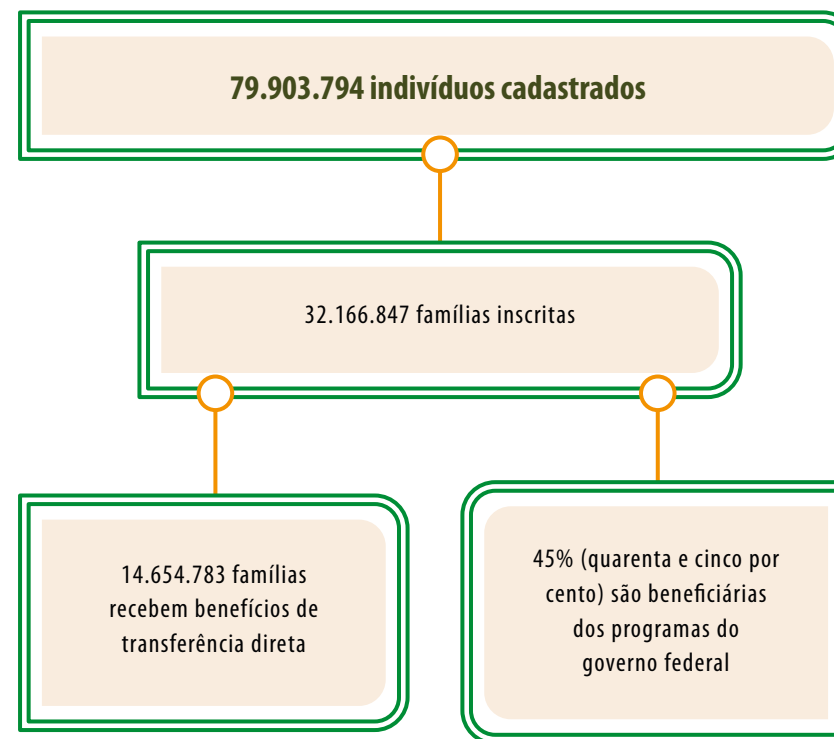 79.903.794 indivíduos cadastrados
32.166.847 famílias inscritas
14.654.783 famílias
recebem benefícios de
transferência direta
45% (quarenta e cinco por
cento) são beneficiárias
dos programas do
governo federal